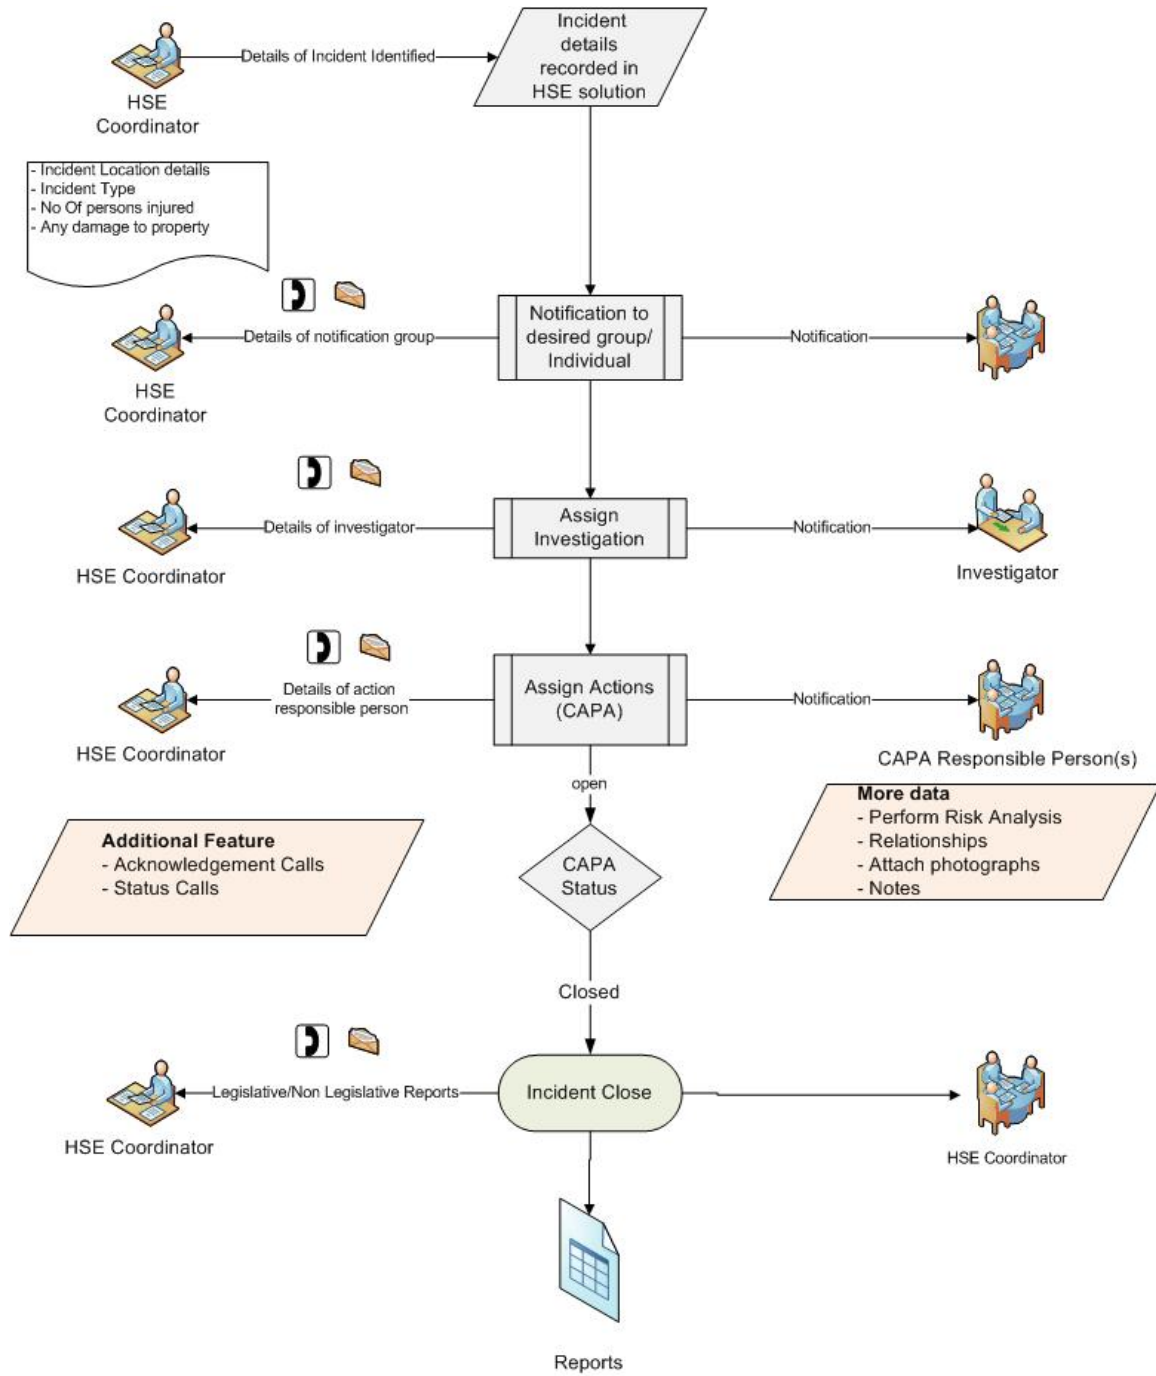 Incident
details
recorded in
HSE solution
Details of Incident Identified
HSE
Coordinator
- Incident Location details
- Incident Type
- No Of persons injured
- Any damage to property
Notification to
desired group/
Individual
Details of notification group
Notification
HSE
Coordinator
Assign
Investigation
Details of investigator
Notification
HSE Coordinator
Investigator
Assign Actions
(CAPA)
Details of action
responsible person
Notification
HSE Coordinator
CAPA Responsible Person(s)
open
More data
- Perform Risk Analysis
- Relationships
- Attach photographs
- Notes
Additional Feature
- Acknowledgement Calls
- Status Calls
CAPA
Status
Closed
Legislative/Non Legislative Reports
Incident Close
HSE Coordinator
HSE Coordinator
Reports